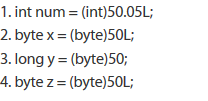 1. int num = (int)50.05L;
2. byte x = (byte)50L;
3. long y = (byte)50;
4. byte z = (byte)50L;